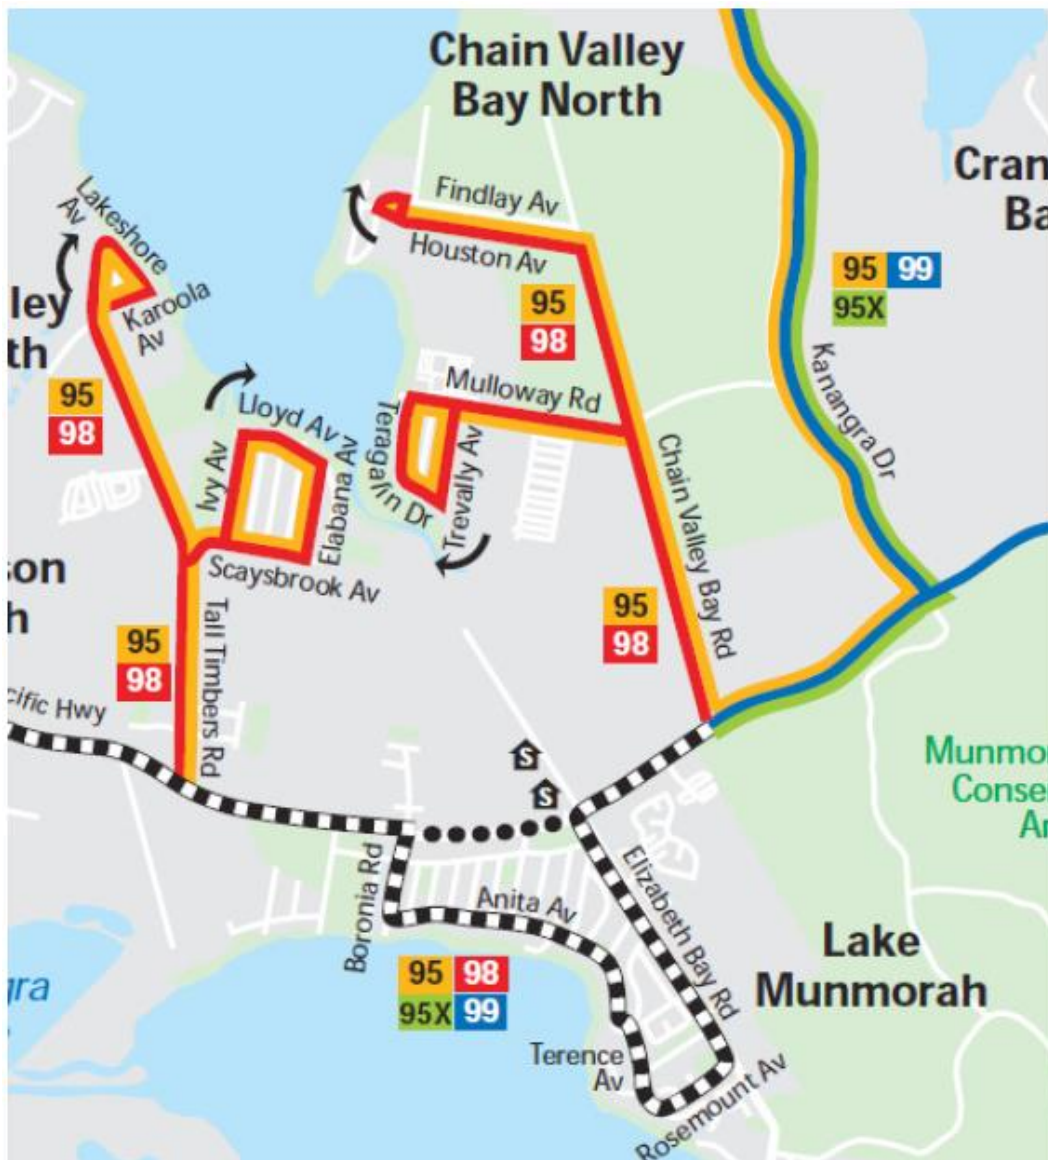 Chain Valley
Bay North
Cran
Ba
Lakeshore
Av
Findlay Av
Houston Av
95 99
95X
ley
th
Karoola
Av
95
98
95
98
Kanangra Dr
Mulloway Rd
Lloyd Av
Ivy Av
Elabana Av
Teragalin Dr
Trevally Av
Chain Valley Bay Rd
son
h
Scaysbrook Av
95
98
95
98
Tall Timbers Rd
cific Hwy
S
S
Munmor
Conse
Ar
Boronia Rd
Anita Av
Elizabeth Bay Rd
Lake
Munmorah
95 98
95X 99
gra
Terence
Av
Rosemount Av